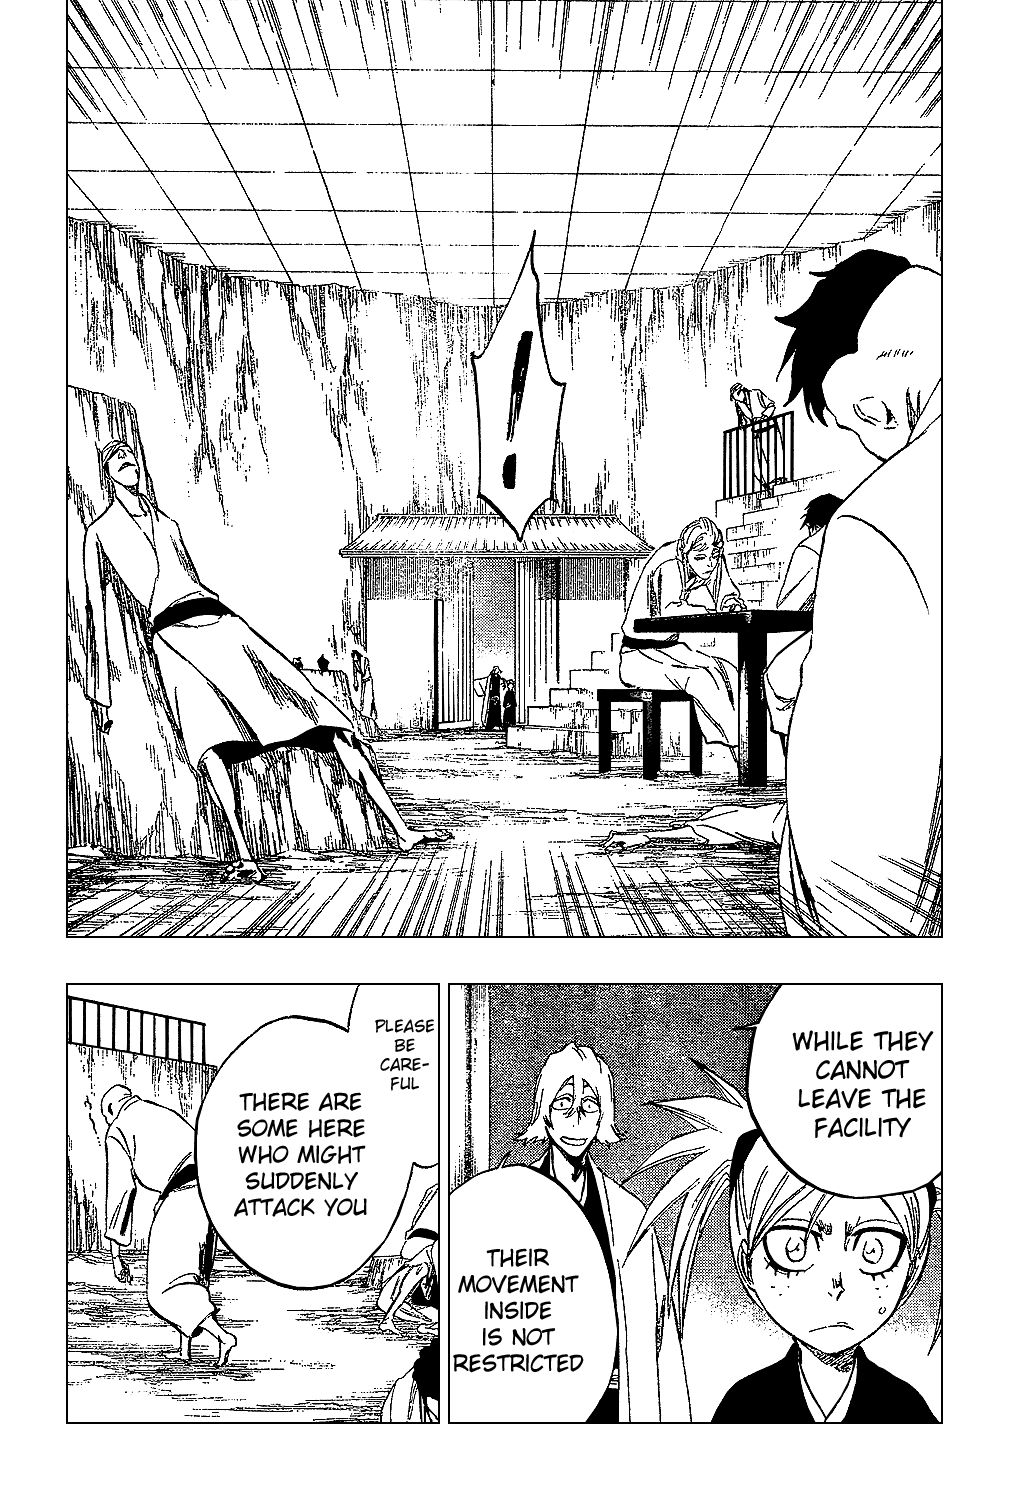 !
WHILE THEY
CANNOT
LEAVE THE
FACILITY
THEIR
MOVEMENT
INSIDE
IS NOT
RESTRICTED
PLEASE
BE
CARE-
FUL
THERE ARE
SOME HERE
WHO MIGHT
SUDDENLY
ATTACK YOU